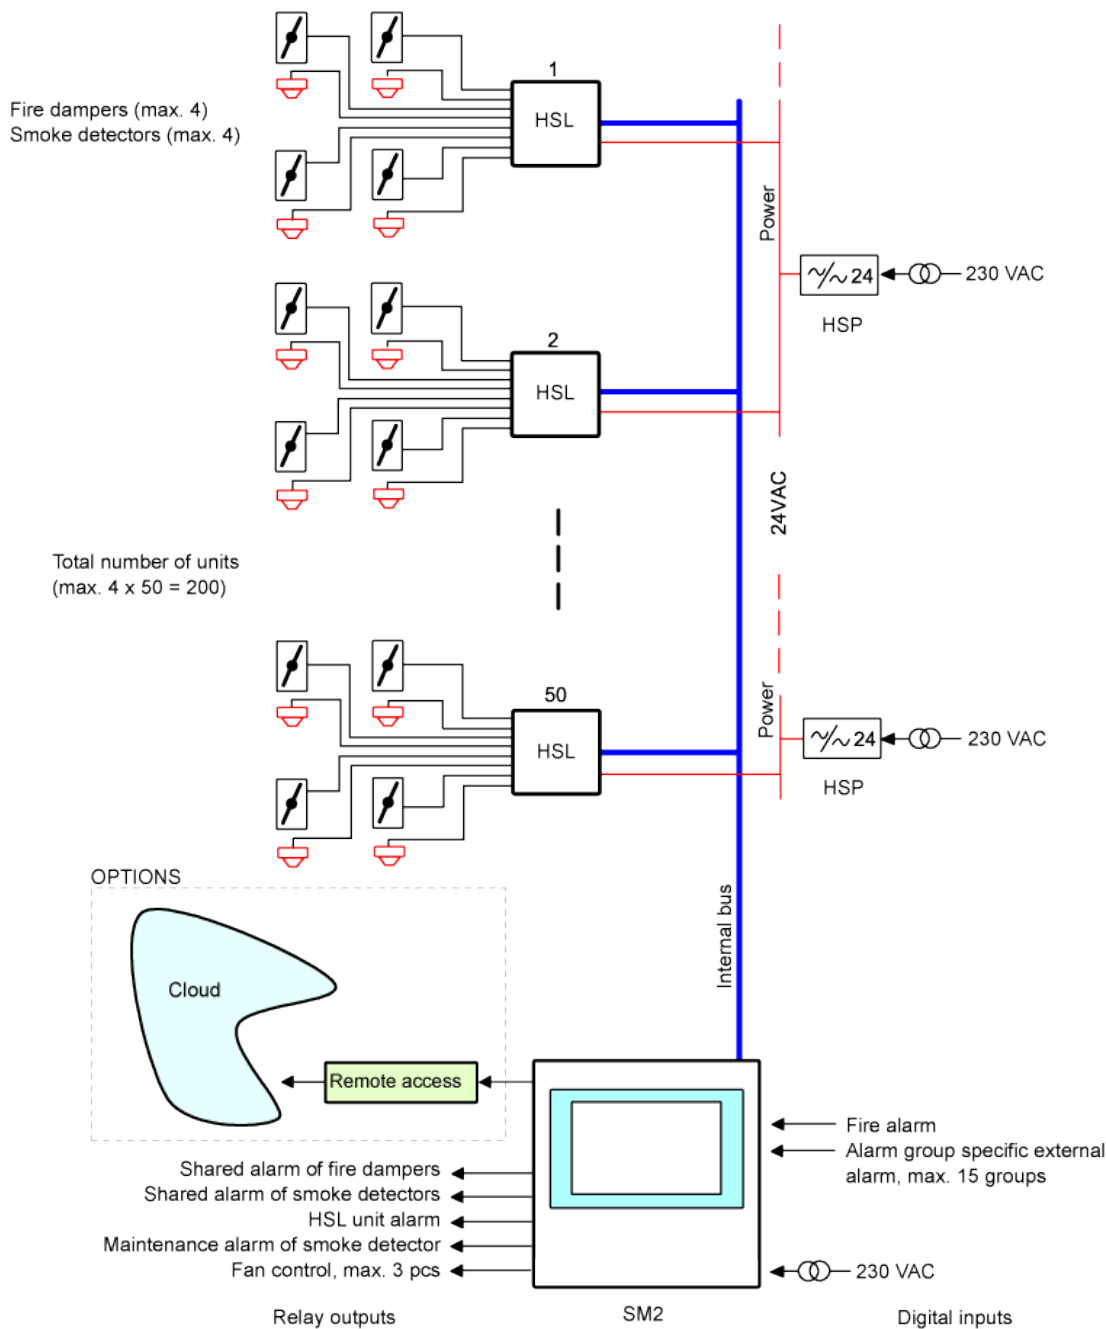 1
HSL
Fire dampers (max. 4)
Smoke detectors (max. 4)
Power
~/~ 24
230 VAC
HSP
2
HSL
24VAC
Total number of units
(max. 4 x 50 = 200)
50
HSL
Power
~/~ 24
230 VAC
HSP
OPTIONS
Internal bus
Cloud
Remote access
Fire alarm
Alarm group specific external
alarm, max. 15 groups
Shared alarm of fire dampers
Shared alarm of smoke detectors
HSL unit alarm
Maintenance alarm of smoke detector
Fan control, max. 3 pcs
230 VAC
Relay outputs
SM2
Digital inputs